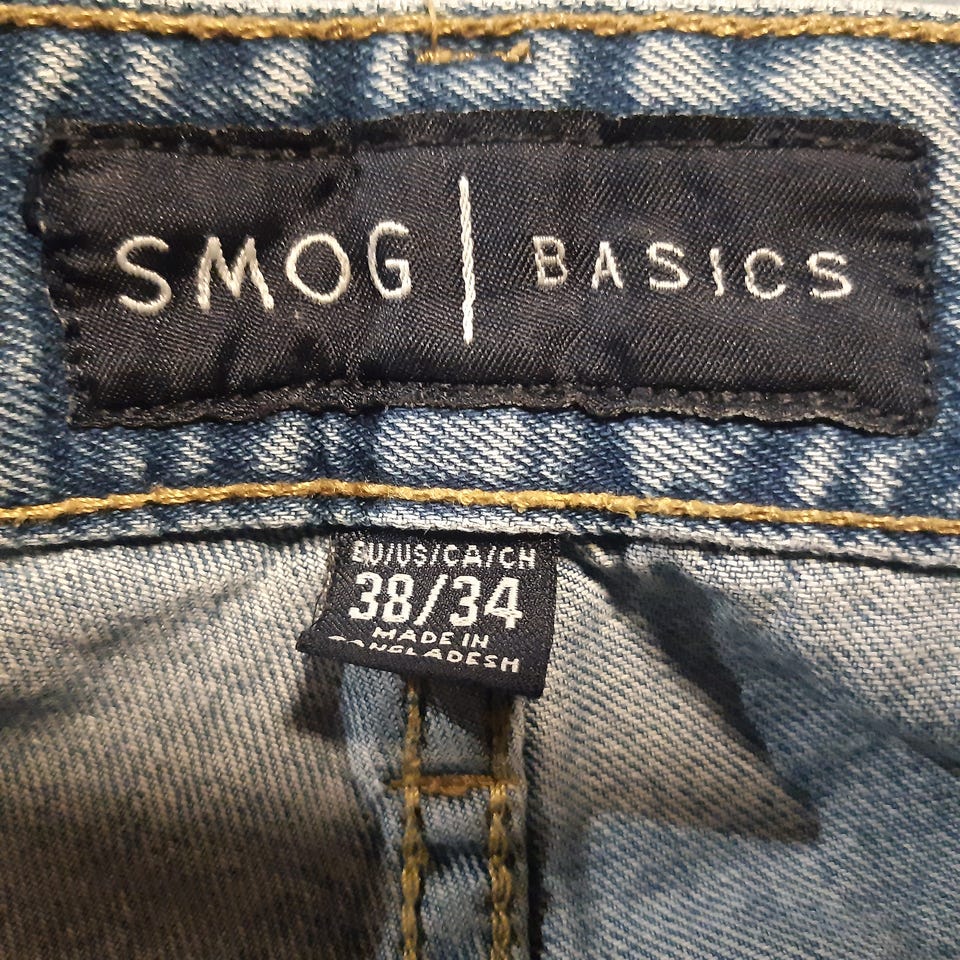 SMOG | BASICS
EU/US/CA/CH
38/34
MADE IN
BANGLADESH